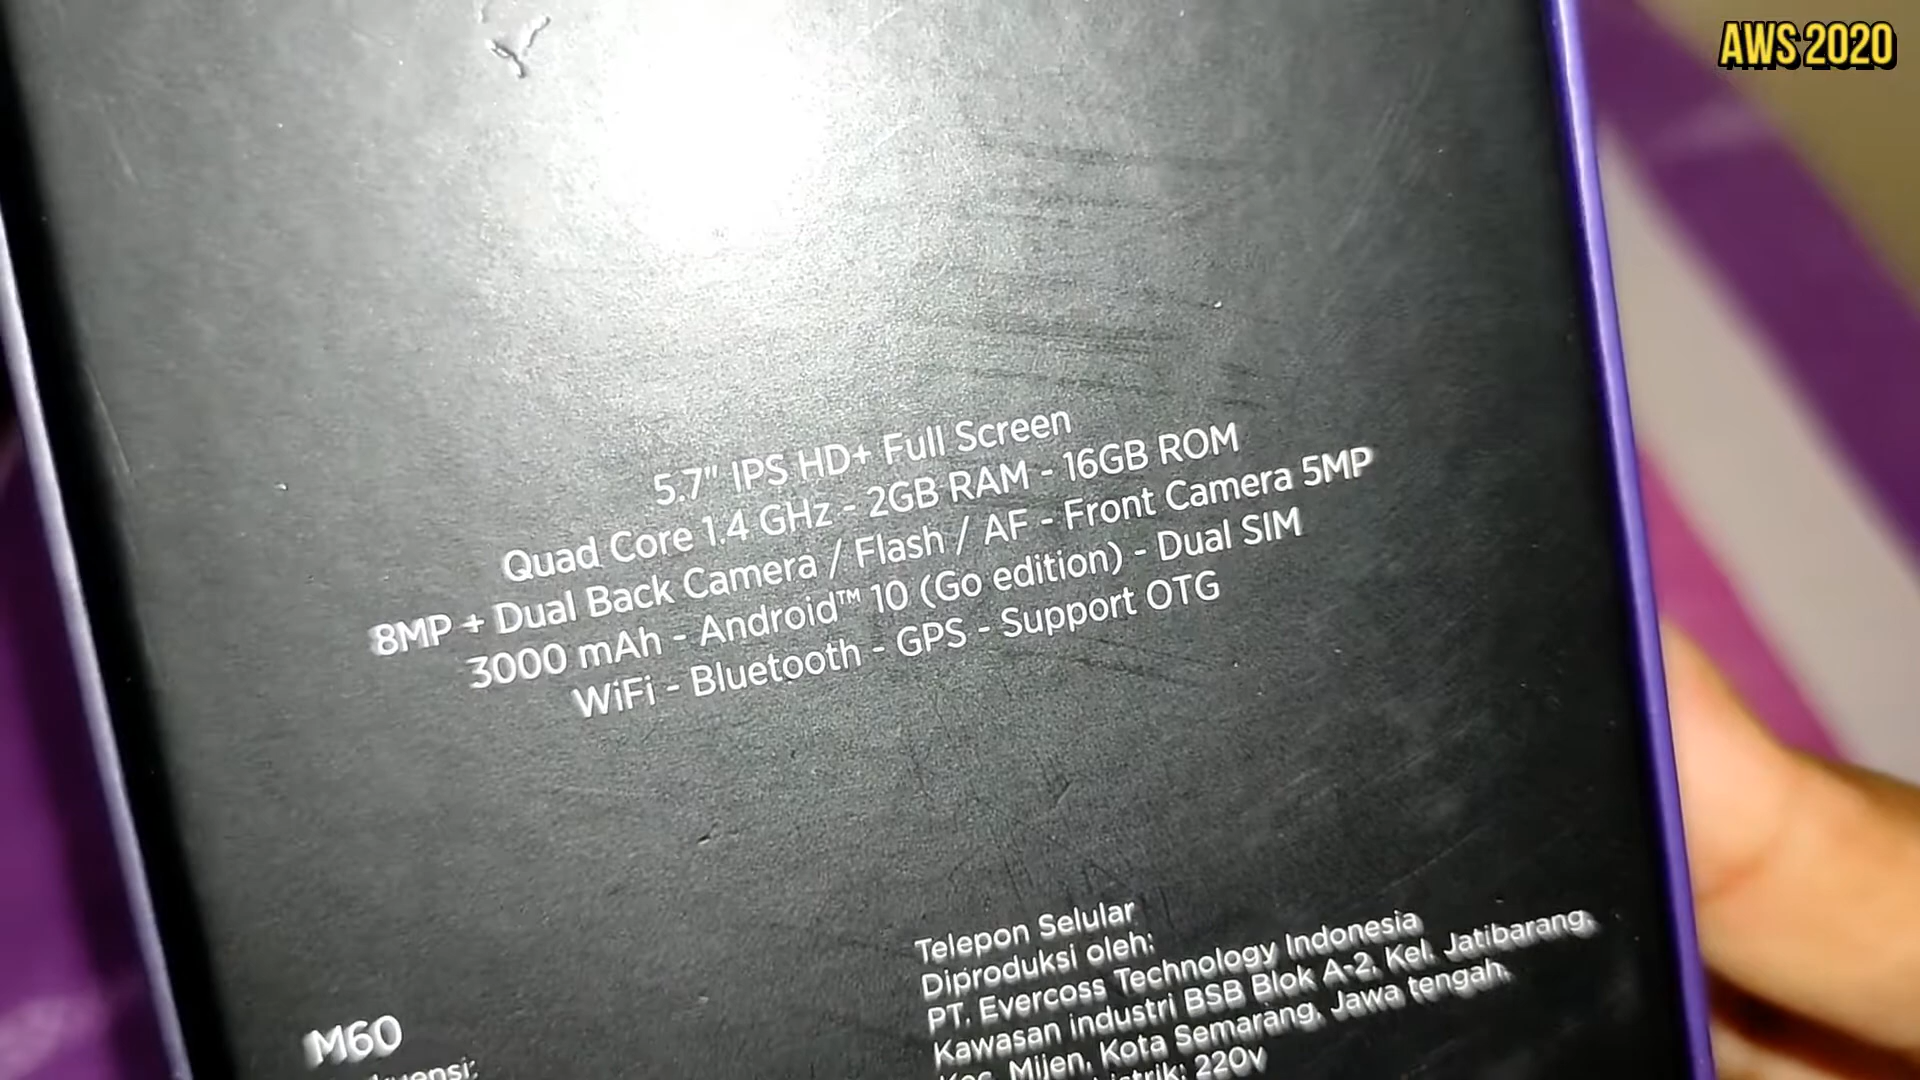 AWS 2020
5.7" IPS HD+ Full Screen
Quad Core 1.4 GHz - 2GB RAM - 16GB ROM
8MP + Dual Back Camera / Flash / AF - Front Camera 5MP
3000 mAh - Android™ 10 (Go edition) - Dual SIM
WiFi - Bluetooth - GPS - Support OTG
Telepon Selular
Diproduksi oleh:
PT. Evercoss Technology Indonesia
Kawasan industri BSB Blok A-2, Kel. Jatibarang,
Kec. Mijen, Kota Semarang, Jawa tengah.
220v
M60